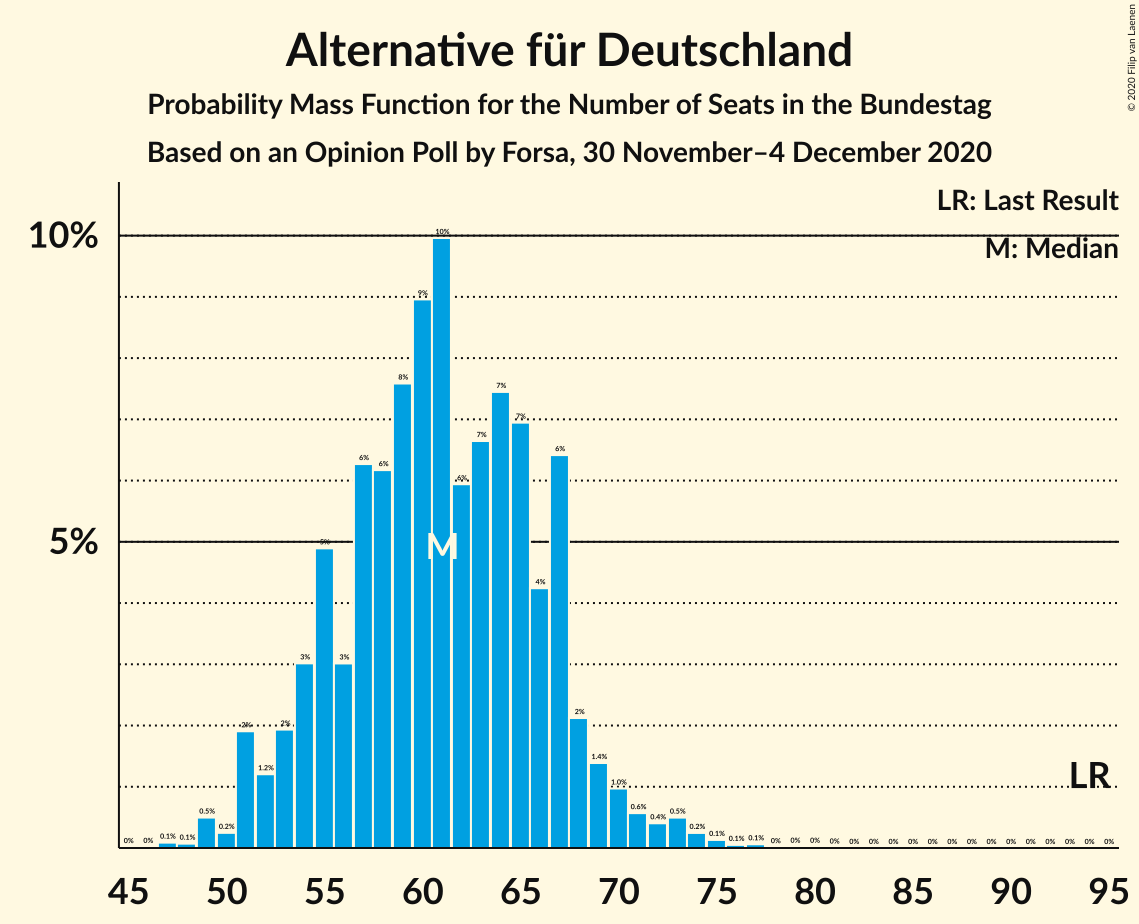 © 2020 Filip van Laenen
Alternative für Deutschland
Probability Mass Function for the Number of Seats in the Bundestag
Based on an Opinion Poll by Forsa, 30 November–4 December 2020
LR: Last Result
M: Median
10%
5%
0% 0% 0.1% 0.1% 0.5% 0.2% 2% 1.2% 2% 3% 5% 3% 6% 6% 8% 9% 10% 6% 7% 7% 7% 4% 6% 2% 1.4% 1.0% 0.6% 0.4% 0.5% 0.2% 0.1% 0.1% 0.1% 0% 0% 0% 0% 0% 0% 0% 0% 0% 0% 0% 0% 0% 0% 0% 0% 0% 0%
M
LR
45 50 55 60 65 70 75 80 85 90 95